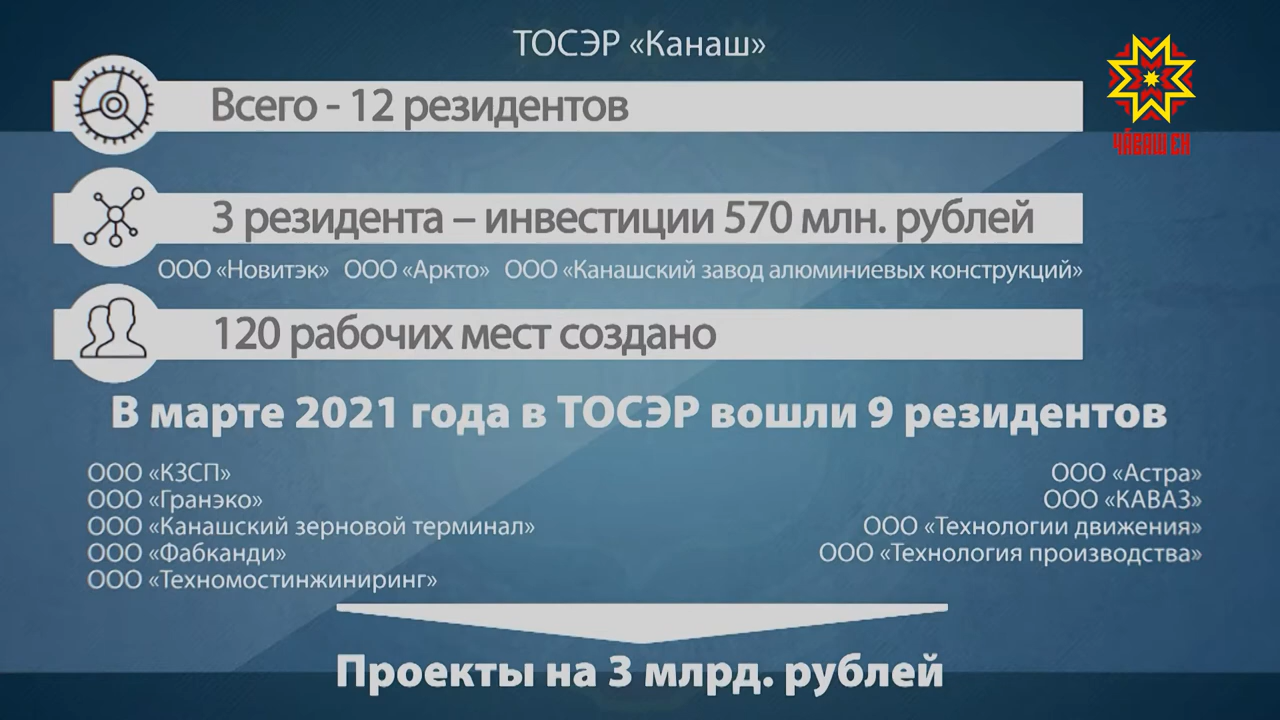 ТОСЭР «Канаш»
Всего - 12 резидентов
ЧӐВАШ ЕН
3 резидента – инвестиции 570 млн. рублей
ООО «Новитэк» ООО «Аркто» ООО «Канашский завод алюминиевых конструкций»
120 рабочих мест создано
В марте 2021 года в ТОСЭР вошли 9 резидентов
ООО «КЗСП»
ООО «Гранэко»
ООО «Канашский зерновой терминал»
ООО «Фабканди»
ООО «Техномостинжиниринг»
ООО «Астра»
ООО «КАВАЗ»
ООО «Технологии движения»
ООО «Технология производства»
Проекты на 3 млрд. рублей